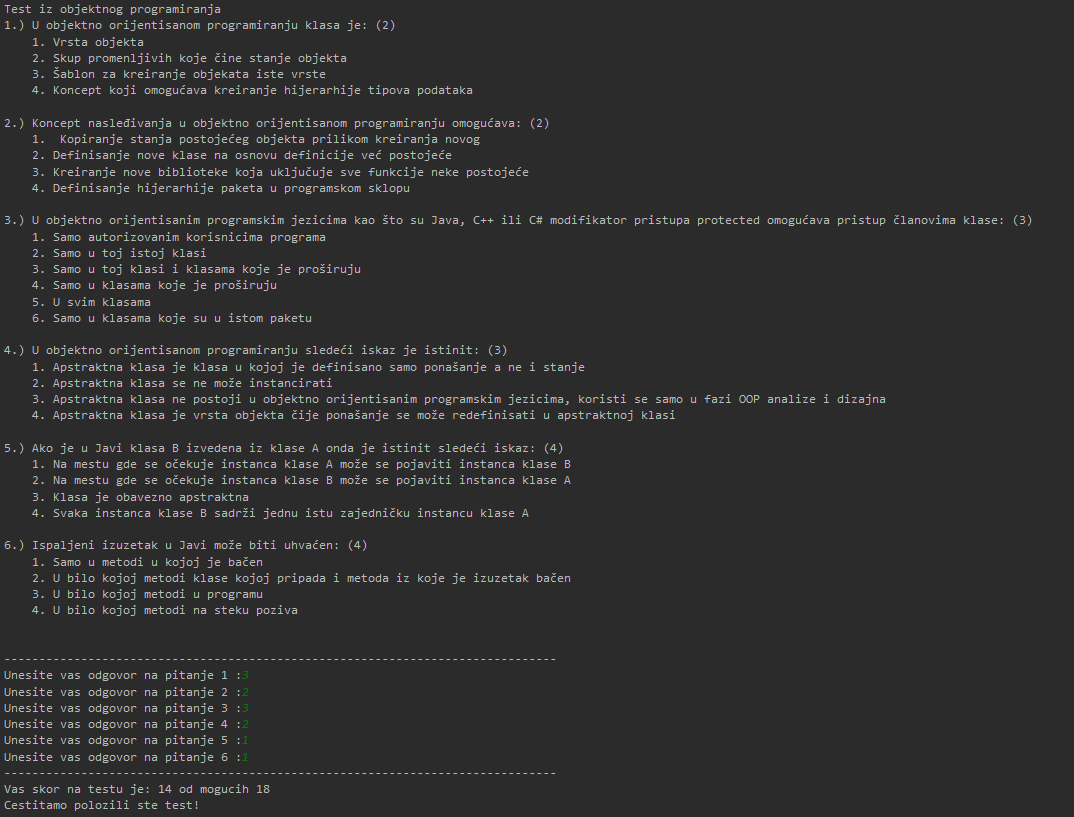 Test iz objektnog programiranja
1.) U objektno orijentisanom programiranju klasa je: (2)
1. Vrsta objekta
2. Skup promenljivih koje čine stanje objekta
3. Šablon za kreiranje objekata iste vrste
4. Koncept koji omogućava kreiranje hijerarhije tipova podataka
2.) Koncept nasleđivanja u objektno orijentisanom programiranju omogućava: (2)
1.  Kopiranje stanja postojećeg objekta prilikom kreiranja novog
2. Definisanje nove klase na osnovu definicije već postojeće
3. Kreiranje nove biblioteke koja uključuje sve funkcije neke postojeće
4. Definisanje hijerarhije paketa u programskom sklopu
3.) U objektno orijentisanim programskim jezicima kao što su Java, C++ ili C# modifikator pristupa protected omogućava pristup članovima klase: (3)
1. Samo autorizovanim korisnicima programa
2. Samo u toj istoj klasi
3. Samo u toj klasi i klasama koje je proširuju
4. Samo u klasama koje je proširuju
5. U svim klasama
6. Samo u klasama koje su u istom paketu
4.) U objektno orijentisanom programiranju sledeći iskaz je istinit: (3)
1. Apstraktna klasa je klasa u kojoj je definisano samo ponašanje a ne i stanje
2. Apstraktna klasa se ne može instancirati
3. Apstraktna klasa ne postoji u objektno orijentisanim programskim jezicima, koristi se samo u fazi OOP analize i dizajna
4. Apstraktna klasa je vrsta objekta čije ponašanje se može redefinisati u apstraktnoj klasi
5.) Ako je u Javi klasa B izvedena iz klase A onda je istinit sledeći iskaz: (4)
1. Na mestu gde se očekuje instanca klase A može se pojaviti instanca klase B
2. Na mestu gde se očekuje instanca klase B može se pojaviti instanca klase A
3. Klasa je obavezno apstraktna
4. Svaka instanca klase B sadrži jednu istu zajedničku instancu klase A
6.) Ispaljeni izuzetak u Javi može biti uhvaćen: (4)
1. Samo u metodi u kojoj je bačen
2. U bilo kojoj metodi klase kojoj pripada i metoda iz koje je izuzetak bačen
3. U bilo kojoj metodi u programu
4. U bilo kojoj metodi na steku poziva
-------------------------------------------------------------------------------
Unesite vas odgovor na pitanje 1 :3
Unesite vas odgovor na pitanje 2 :2
Unesite vas odgovor na pitanje 3 :3
Unesite vas odgovor na pitanje 4 :2
Unesite vas odgovor na pitanje 5 :1
Unesite vas odgovor na pitanje 6 :1
-------------------------------------------------------------------------------
Vas skor na testu je: 14 od mogucih 18
Cestitamo polozili ste test!